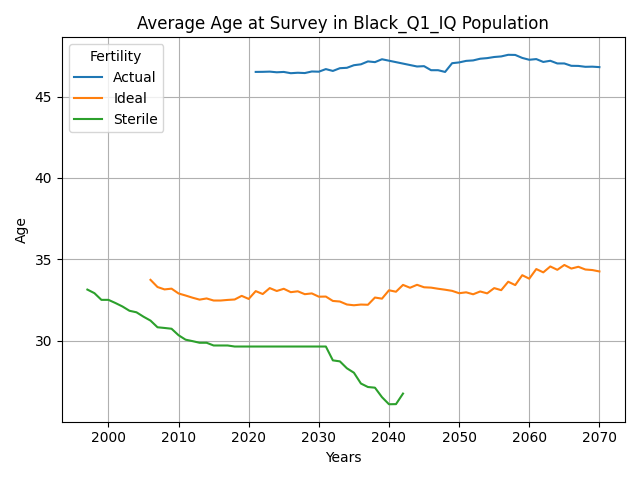 Average Age at Survey in Black_Q1_IQ Population
Fertility
Actual
Ideal
Sterile
45
40
35
30
Age
2000 2010 2020 2030 2040 2050 2060 2070
Years